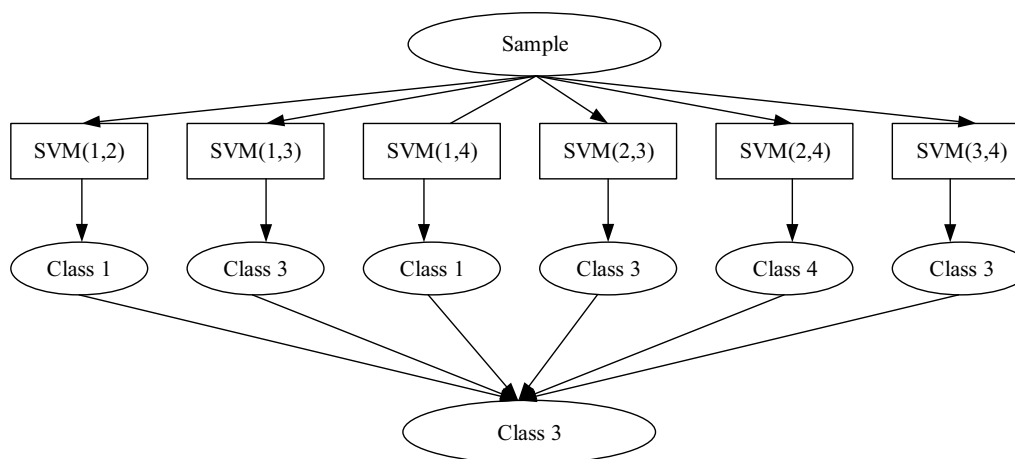 Sample
SVM(1,2)
SVM(1,3)
SVM(1,4)
SVM(2,3)
SVM(2,4)
SVM(3,4)
Class 1
Class 3
Class 1
Class 3
Class 4
Class 3
Class 3